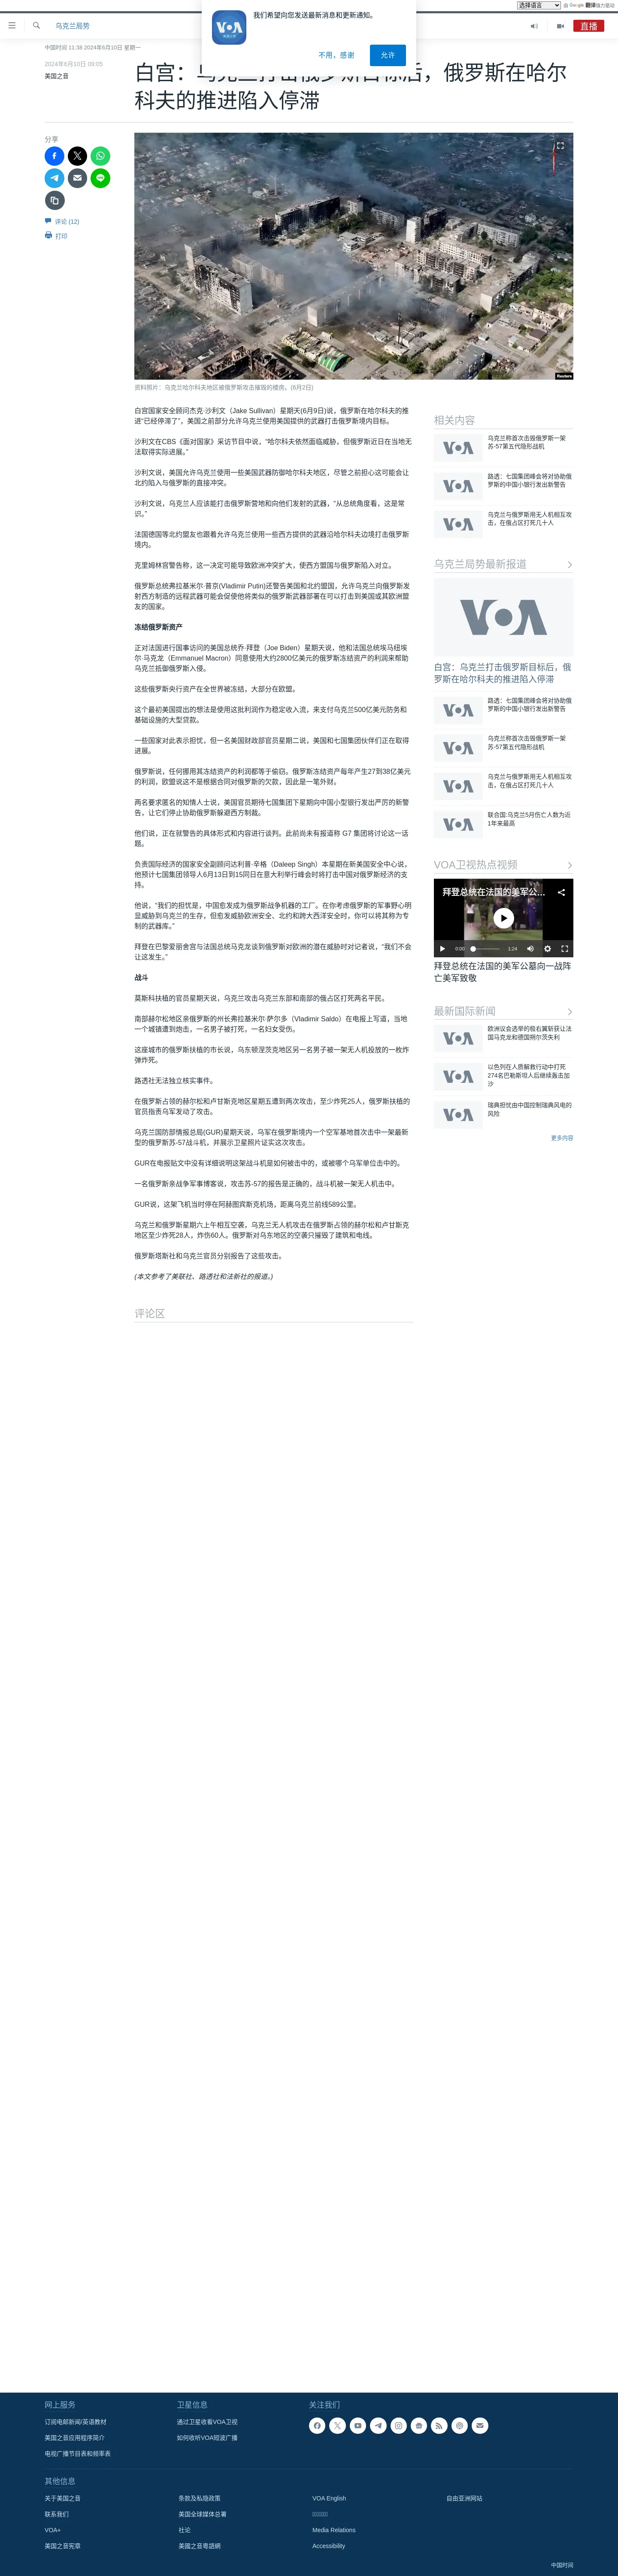 选择语言
由 Google 翻译强力驱动
我们希望向您发送最新消息和更新通知。
VOA
不用，感谢
允许
乌克兰局势
直播
中国时间 11:38 2024年6月10日 星期一
2024年6月10日 09:05
美国之音
白宫：乌克兰打击俄罗斯目标后，俄罗斯在哈尔
科夫的推进陷入停滞
分享
评论 (12)
打印
Reuters
资料照片：乌克兰哈尔科夫地区被俄罗斯攻击摧毁的楼房。(6月2日)
白宫国家安全顾问杰克·沙利文（Jake Sullivan）星期天(6月9日)说，俄罗斯在哈尔科夫的推
进“已经停滞了”，美国之前部分允许乌克兰使用美国提供的武器打击俄罗斯境内目标。
沙利文在CBS《面对国家》采访节目中说，“哈尔科夫依然面临威胁，但俄罗斯近日在当地无
法取得实际进展。”
沙利文说，美国允许乌克兰使用一些美国武器防御哈尔科夫地区，尽管之前担心这可能会让
北约陷入与俄罗斯的直接冲突。
沙利文说，乌克兰人应该能打击俄罗斯营地和向他们发射的武器，“从总统角度看，这是常
识。”
法国德国等北约盟友也跟着允许乌克兰使用一些西方提供的武器沿哈尔科夫边境打击俄罗斯
境内。
克里姆林宫警告称，这一决定可能导致欧洲冲突扩大，使西方盟国与俄罗斯陷入对立。
俄罗斯总统弗拉基米尔·普京(Vladimir Putin)还警告美国和北约盟国，允许乌克兰向俄罗斯发
射西方制造的远程武器可能会促使他将类似的俄罗斯武器部署在可以打击到美国或其欧洲盟
友的国家。
冻结俄罗斯资产
正对法国进行国事访问的美国总统乔·拜登（Joe Biden）星期天说，他和法国总统埃马纽埃
尔·马克龙（Emmanuel Macron）同意使用大约2800亿美元的俄罗斯冻结资产的利润来帮助
乌克兰抵御俄罗斯入侵。
这些俄罗斯央行资产在全世界被冻结，大部分在欧盟。
这个最初美国提出的想法是使用这批利润作为稳定收入流，来支付乌克兰500亿美元防务和
基础设施的大型贷款。
一些国家对此表示担忧，但一名美国财政部官员星期二说，美国和七国集团伙伴们正在取得
进展。
俄罗斯说，任何挪用其冻结资产的利润都等于偷窃。俄罗斯冻结资产每年产生27到38亿美元
的利润，欧盟说这不是根据合同对俄罗斯的欠款，因此是一笔外财。
两名要求匿名的知情人士说，美国官员期待七国集团下星期向中国小型银行发出严厉的新警
告，让它们停止协助俄罗斯躲避西方制裁。
他们说，正在就警告的具体形式和内容进行谈判。此前尚未有报道称 G7 集团将讨论这一话
题。
负责国际经济的国家安全副顾问达利普·辛格（Daleep Singh）本星期在新美国安全中心说，
他预计七国集团领导人6月13日到15同日在意大利举行峰会时将打击中国对俄罗斯经济的支
持。
他说，“我们的担忧是，中国愈发成为俄罗斯战争机器的工厂。在你考虑俄罗斯的军事野心明
显威胁到乌克兰的生存，但愈发威胁欧洲安全、北约和跨大西洋安全时，你可以将其称为专
制的武器库。”
拜登在巴黎爱丽舍宫与法国总统马克龙谈到俄罗斯对欧洲的潜在威胁时对记者说，“我们不会
让这发生。”
战斗
莫斯科扶植的官员星期天说，乌克兰攻击乌克兰东部和南部的俄占区打死两名平民。
南部赫尔松地区亲俄罗斯的州长弗拉基米尔·萨尔多（Vladimir Saldo）在电报上写道，当地
一个城镇遭到炮击，一名男子被打死，一名妇女受伤。
这座城市的俄罗斯扶植的市长说，乌东顿涅茨克地区另一名男子被一架无人机投放的一枚炸
弹炸死。
路透社无法独立核实事件。
在俄罗斯占领的赫尔松和卢甘斯克地区星期五遭到两次攻击，至少炸死25人，俄罗斯扶植的
官员指责乌军发动了攻击。
乌克兰国防部情报总局(GUR)星期天说，乌军在俄罗斯境内一个空军基地首次击中一架最新
型的俄罗斯苏-57战斗机，并展示卫星照片证实这次攻击。
GUR在电报贴文中没有详细说明这架战斗机是如何被击中的，或被哪个乌军单位击中的。
一名俄罗斯亲战争军事博客说，攻击苏-57的报告是正确的，战斗机被一架无人机击中。
GUR说，这架飞机当时停在阿赫图宾斯克机场，距离乌克兰前线589公里。
乌克兰和俄罗斯星期六上午相互空袭，乌克兰无人机攻击在俄罗斯占领的赫尔松和卢甘斯克
地区至少炸死28人，炸伤60人。俄罗斯对乌东地区的空袭只摧毁了建筑和电线。
俄罗斯塔斯社和乌克兰官员分别报告了这些攻击。
(本文参考了美联社、路透社和法新社的报道。)
评论区
相关内容
VOA
乌克兰称首次击毁俄罗斯一架
苏-57第五代隐形战机
VOA
路透：七国集团峰会将对协助俄
罗斯的中国小银行发出新警告
VOA
乌克兰与俄罗斯用无人机相互攻
击，在俄占区打死几十人
乌克兰局势最新报道
VOA
白宫：乌克兰打击俄罗斯目标后，俄
罗斯在哈尔科夫的推进陷入停滞
VOA
路透：七国集团峰会将对协助俄
罗斯的中国小银行发出新警告
VOA
乌克兰称首次击毁俄罗斯一架
苏-57第五代隐形战机
VOA
乌克兰与俄罗斯用无人机相互攻
击，在俄占区打死几十人
VOA
联合国:乌克兰5月伤亡人数为近
1年来最高
VOA卫视热点视频
拜登总统在法国的美军公...
0:00
1:24
拜登总统在法国的美军公墓向一战阵
亡美军致敬
最新国际新闻
VOA
欧洲议会选举的极右翼斩获让法
国马克龙和德国朔尔茨失利
VOA
以色列在人质解救行动中打死
274名巴勒斯坦人后继续轰击加
沙
VOA
瑞典担忧由中国控制瑞典风电的
风险
更多内容
网上服务
订阅电邮新闻/英语教材
美国之音应用程序简介
电视广播节目表和频率表
卫星信息
通过卫星收看VOA卫视
如何收听VOA短波广播
关注我们
其他信息
关于美国之音
条款及私隐政策
VOA English
自由亚洲网站
联系我们
美国全球媒体总署
VOA+
社论
Media Relations
美国之音宪章
美國之音粵語網
Accessibility
中国时间